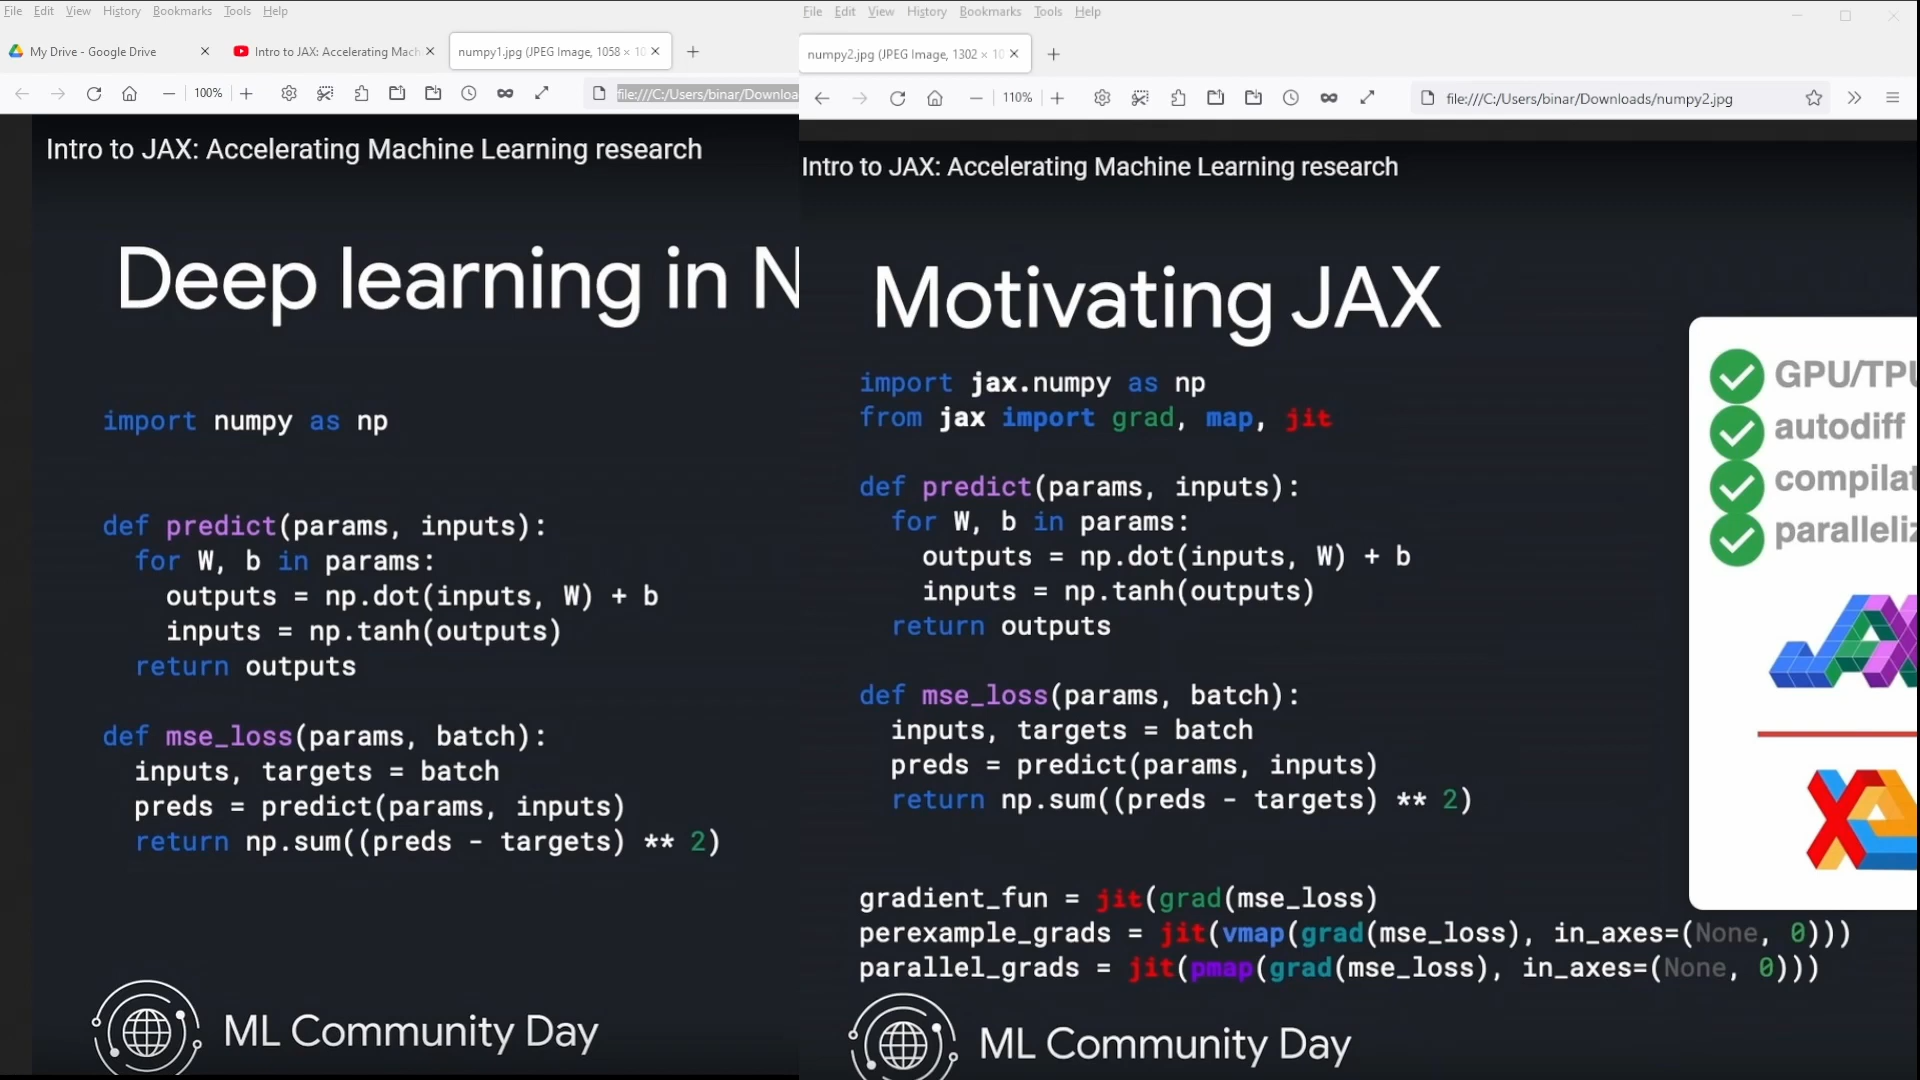 File Edit View History Bookmarks Tools Help
My Drive - Google Drive
Intro to JAX: Accelerating Mach
numpy1.jpg (JPEG Image, 1058 × 10
100%
file:///C:/Users/binar/Downloa
Intro to JAX: Accelerating Machine Learning research
Deep learning in N
import numpy as np
def predict(params, inputs):
for W, b in params:
outputs = np.dot(inputs, W) + b
inputs = np.tanh(outputs)
return outputs
def mse_loss(params, batch):
inputs, targets = batch
preds = predict(params, inputs)
return np.sum((preds - targets) ** 2)
ML Community Day
File Edit View History Bookmarks Tools Help
numpy2.jpg (JPEG Image, 1302 × 10
110%
file:///C:/Users/binar/Downloads/numpy2.jpg
Intro to JAX: Accelerating Machine Learning research
Motivating JAX
import jax.numpy as np
from jax import grad, map, jit
def predict(params, inputs):
for W, b in params:
outputs = np.dot(inputs, W) + b
inputs = np.tanh(outputs)
return outputs
def mse_loss(params, batch):
inputs, targets = batch
preds = predict(params, inputs)
return np.sum((preds - targets) ** 2)
gradient_fun = jit(grad(mse_loss)
perexample_grads = jit(vmap(grad(mse_loss), in_axes=(None, 0)))
parallel_grads = jit(pmap(grad(mse_loss), in_axes=(None, 0)))
GPU/TPU
autodiff
compilat
paralleliz
JAX
ML Community Day